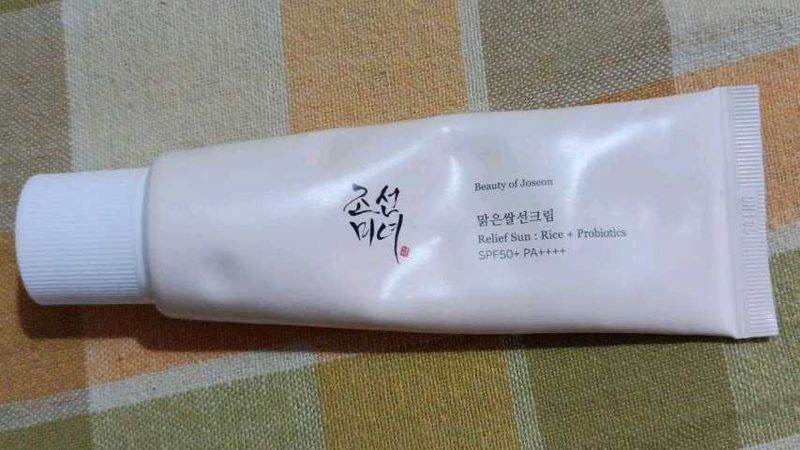 조선
미녀
Beauty of Joseon
맑은쌀선크림
Relief Sun : Rice + Probiotics
SPF50+ PA++++